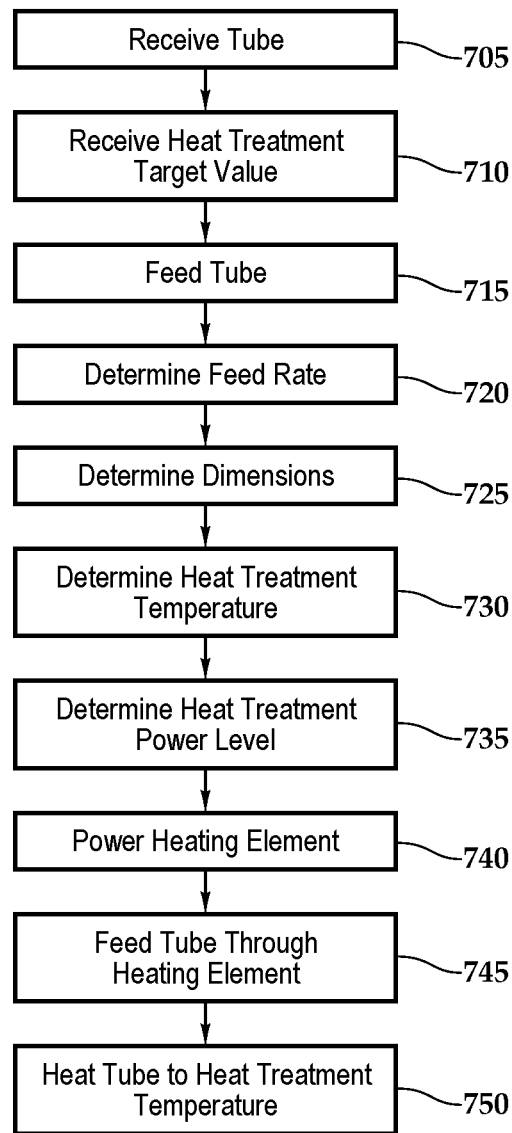 Receive Tube
705
Receive Heat Treatment
Target Value
710
Feed Tube
715
Determine Feed Rate
720
Determine Dimensions
725
Determine Heat Treatment
Temperature
730
Determine Heat Treatment
Power Level
735
Power Heating Element
740
Feed Tube Through
Heating Element
745
Heat Tube to Heat Treatment
Temperature
750